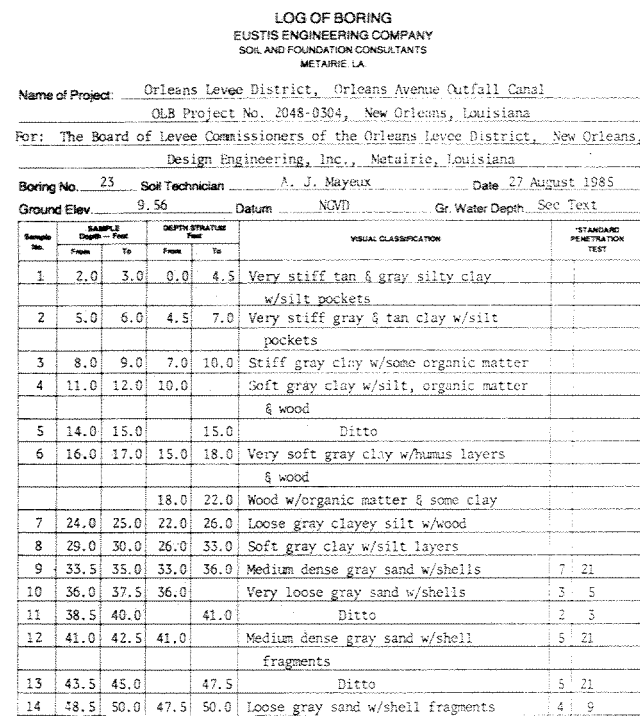 LOG OF BORING
EUSTIS ENGINEERING COMPANY
SOIL AND FOUNDATION CONSULTANTS
METAIRIE, LA.
Name of Project: Orleans Levee District, Orleans Avenue Outfall Canal
OLB Project No. 2048-0304, New Orleans, Louisiana
For: The Board of Levee Commissioners of the Orleans Levee District, New Orleans,
Design Engineering, Inc., Metairie, Louisiana
Boring No. 23 Soil Technician A. J. Mayeux Date 27 August 1985
Ground Elev. 9.56 Datum NGVD Gr. Water Depth See Text
Sample No. SAMPLE Depth — Feet From To DEPTH STRATUM Feet From To VISUAL CLASSIFICATION *STANDARD PENETRATION TEST
1 2.0 3.0 0.0 4.5 Very stiff tan & gray silty clay
w/silt pockets
2 5.0 6.0 4.5 7.0 Very stiff gray & tan clay w/silt
pockets
3 8.0 9.0 7.0 10.0 Stiff gray clay w/some organic matter
4 11.0 12.0 10.0 Soft gray clay w/silt, organic matter
& wood
5 14.0 15.0 15.0 Ditto
6 16.0 17.0 15.0 18.0 Very soft gray clay w/humus layers
& wood
18.0 22.0 Wood w/organic matter & some clay
7 24.0 25.0 22.0 26.0 Loose gray clayey silt w/wood
8 29.0 30.0 26.0 33.0 Soft gray clay w/silt layers
9 33.5 35.0 33.0 36.0 Medium dense gray sand w/shells 7 21
10 36.0 37.5 36.0 Very loose gray sand w/shells 3 5
11 38.5 40.0 41.0 Ditto 2 3
12 41.0 42.5 41.0 Medium dense gray sand w/shell 5 21
fragments
13 43.5 45.0 47.5 Ditto 5 21
14 48.5 50.0 47.5 50.0 Loose gray sand w/shell fragments 4 9